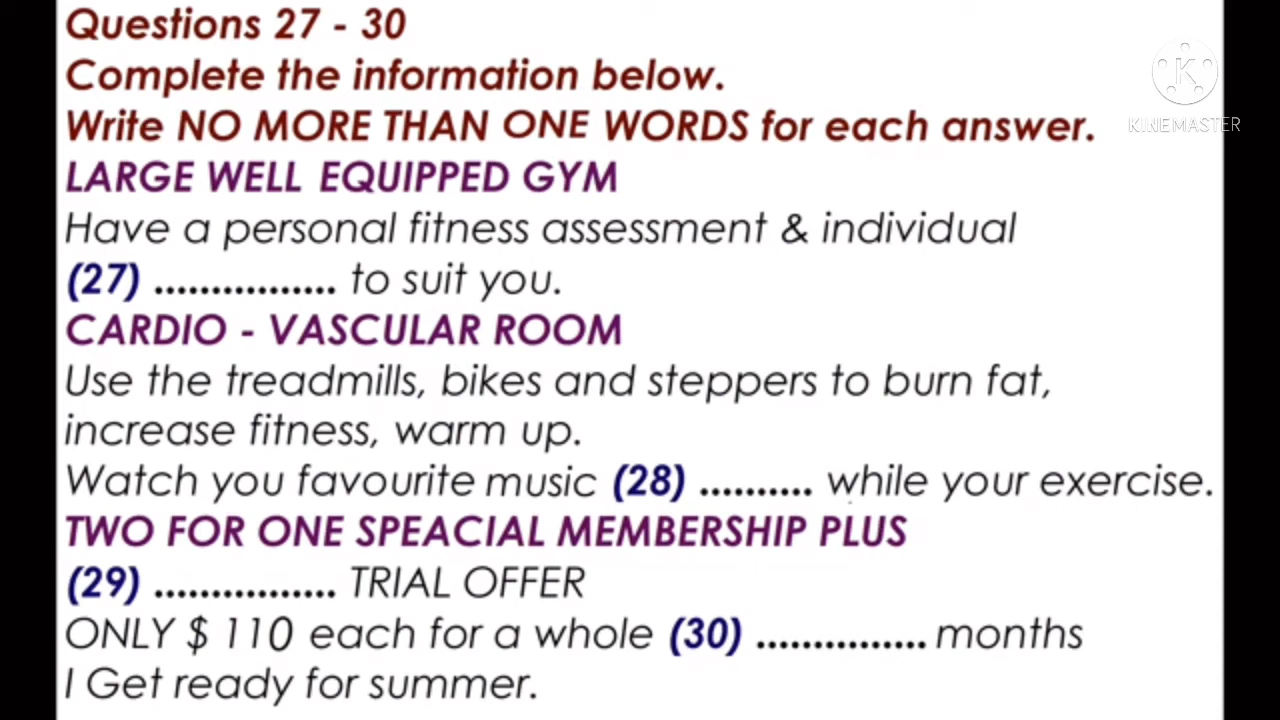 Questions 27 - 30
Complete the information below.
Write NO MORE THAN ONE WORDS for each answer.
LARGE WELL EQUIPPED GYM
Have a personal fitness assessment & individual
(27) ................ to suit you.
CARDIO - VASCULAR ROOM
Use the treadmills, bikes and steppers to burn fat,
increase fitness, warm up.
Watch you favourite music (28) .......... while your exercise.
TWO FOR ONE SPEACIAL MEMBERSHIP PLUS
(29) ................ TRIAL OFFER
ONLY $ 110 each for a whole (30) ............... months
I Get ready for summer.
K
KINEMASTER